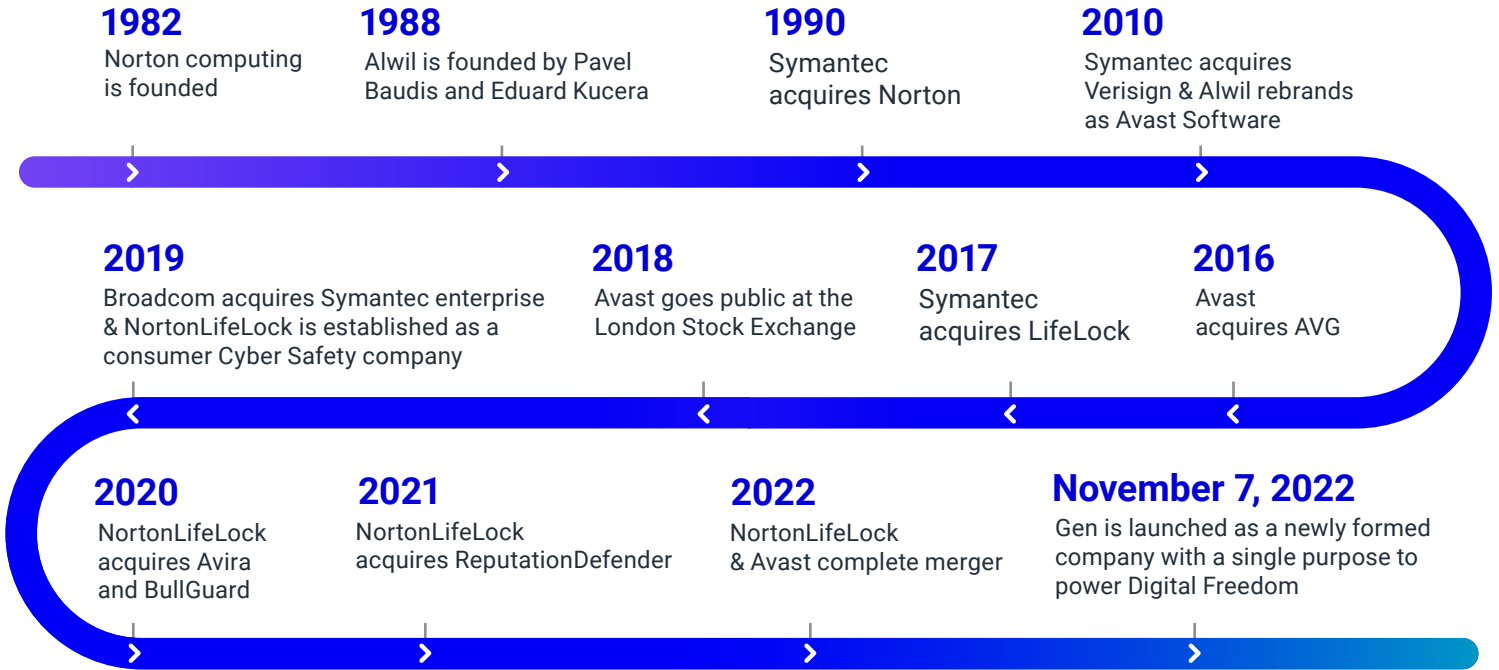 1982
Norton computing
is founded
1988
Alwil is founded by Pavel
Baudis and Eduard Kucera
1990
Symantec
acquires Norton
2010
Symantec acquires
Verisign & Alwil rebrands
as Avast Software
2019
Broadcom acquires Symantec enterprise
& NortonLifeLock is established as a
consumer Cyber Safety company
2018
Avast goes public at the
London Stock Exchange
2017
Symantec
acquires LifeLock
2016
Avast
acquires AVG
2020
NortonLifeLock
acquires Avira
and BullGuard
2021
NortonLifeLock
acquires ReputationDefender
2022
NortonLifeLock
& Avast complete merger
November 7, 2022
Gen is launched as a newly formed
company with a single purpose to
power Digital Freedom